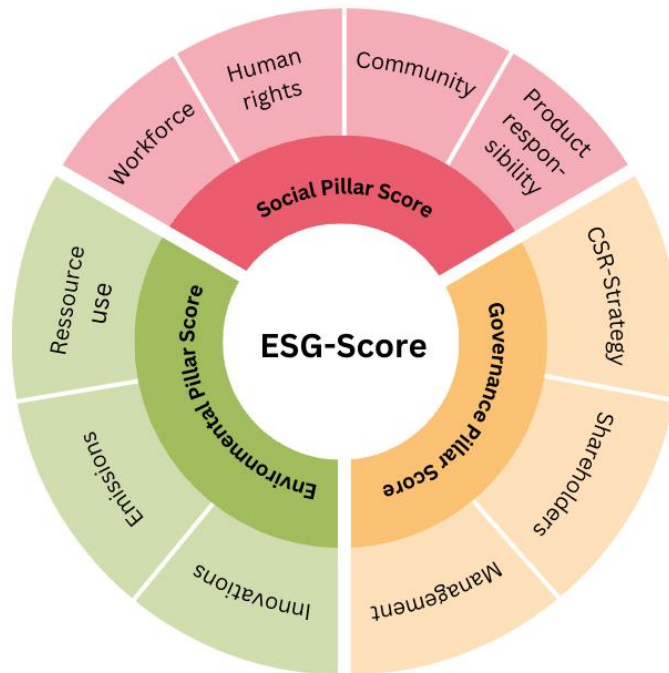 ESG-Score
Social Pillar Score
Workforce
Human
rights
Community
Product
respon-
sibility
Governance Pillar Score
CSR-Strategy
Shareholders
Management
Environmental Pillar Score
Innovations
Emissions
Ressource
use